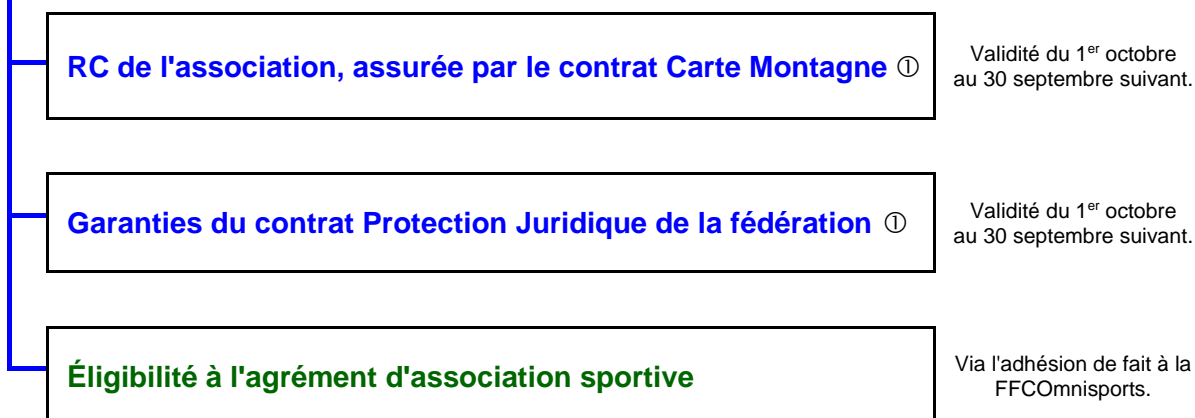 RC de l'association, assurée par le contrat Carte Montagne ①
Validité du 1er octobre
au 30 septembre suivant.
Garanties du contrat Protection Juridique de la fédération ①
Validité du 1er octobre
au 30 septembre suivant.
Éligibilité à l'agrément d'association sportive
Via l'adhésion de fait à la
FFCOmnisports.